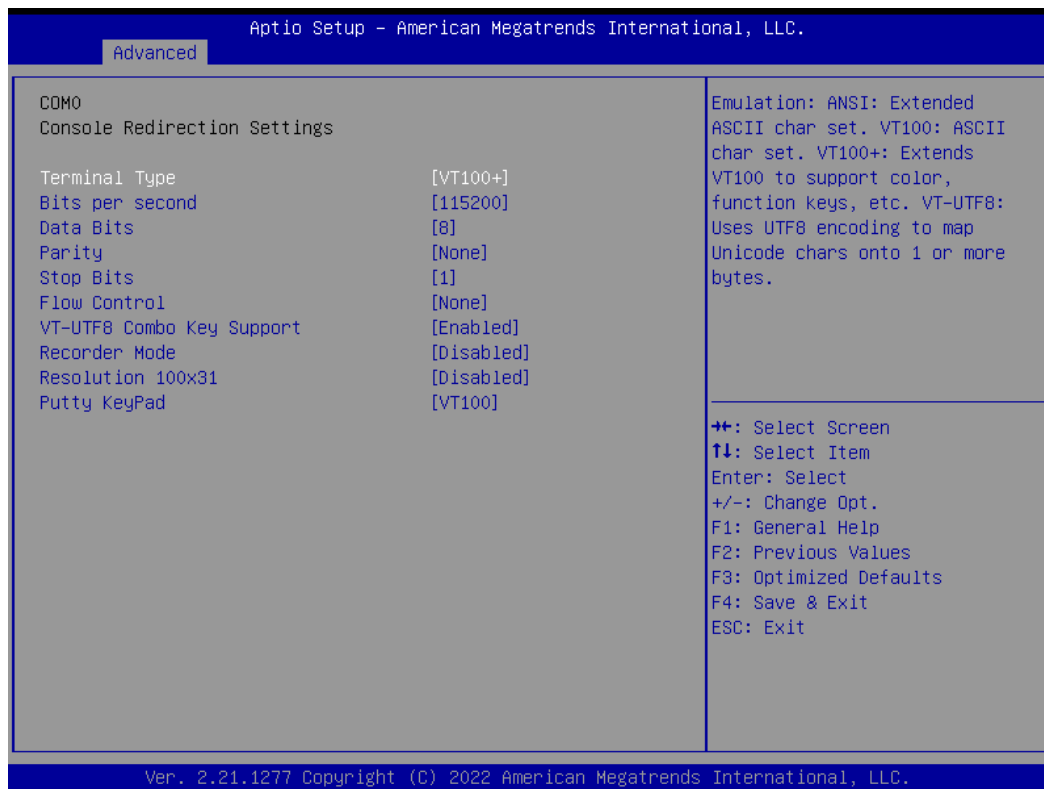 Aptio Setup – American Megatrends International, LLC.
Advanced
COM0
Console Redirection Settings
Terminal Type [VT100+]
Bits per second [115200]
Data Bits [8]
Parity [None]
Stop Bits [1]
Flow Control [None]
VT-UTF8 Combo Key Support [Enabled]
Recorder Mode [Disabled]
Resolution 100x31 [Disabled]
Putty KeyPad [VT100]
Emulation: ANSI: Extended
ASCII char set. VT100: ASCII
char set. VT100+: Extends
VT100 to support color,
function keys, etc. VT-UTF8:
Uses UTF8 encoding to map
Unicode chars onto 1 or more
bytes.
→←: Select Screen
↑↓: Select Item
Enter: Select
+/-: Change Opt.
F1: General Help
F2: Previous Values
F3: Optimized Defaults
F4: Save & Exit
ESC: Exit
Ver. 2.21.1277 Copyright (C) 2022 American Megatrends International, LLC.